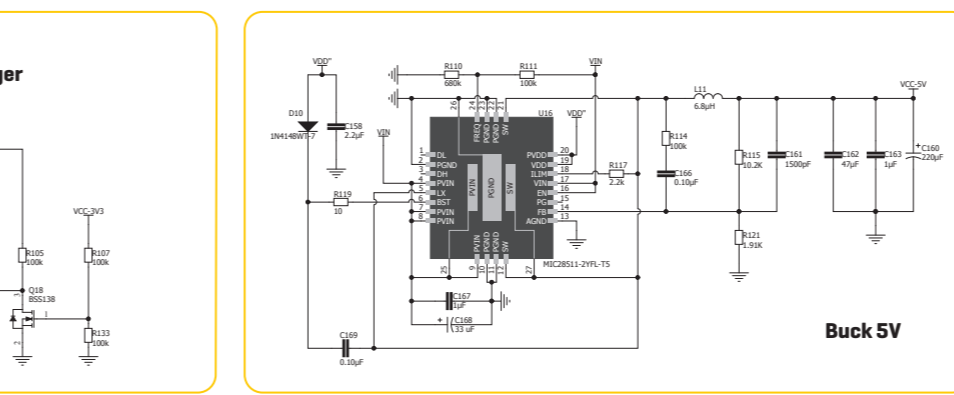 ger
VCC-3V3
R105
100k
R107
100k
Q18
BSS138
3
1
2
R133
100k
VDD"
D10
1N4148WT-7
C158
2.2µF
VIN
R119
10
C169
0.10µF
R110
680k
R111
100k
VIN
26
24
23
22
21
FREQ
PGND
PGND
SW
U16
VDD"
1
DL
2
PGND
3
DH
4
PVIN
5
LX
6
BST
7
PVIN
8
PVIN
PVIN
PGND
SW
PVDD
20
VDD
19
ILIM
18
VIN
17
EN
16
PG
15
FB
14
AGND
13
PVIN
PGND
PGND
SW
25
9
10
11
12
27
MIC28511-2YFL-T5
C167
1µF
+
C168
33 uF
R117
2.2k
L11
6.8µH
R114
100k
C166
0.10µF
R115
10.2K
C161
1500pF
R121
1.91K
C162
47µF
C163
1µF
VCC-5V
+
C160
220µF
Buck 5V